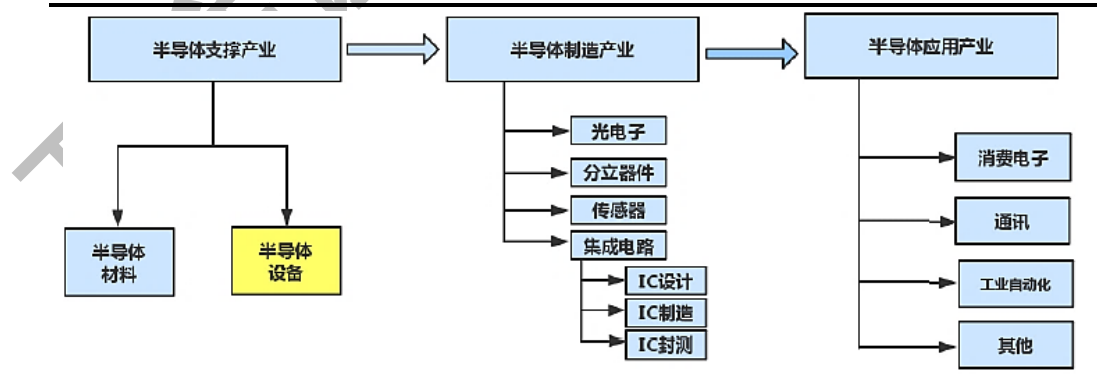 半导体支撑产业
半导体制造产业
半导体应用产业
光电子
分立器件
传感器
集成电路
IC设计
IC制造
IC封测
半导体
材料
半导体
设备
消费电子
通讯
工业自动化
其他